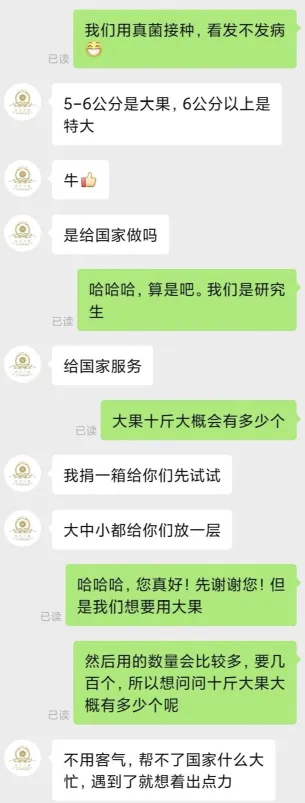 我们用真菌接种，看发不发病
已读
5-6公分是大果，6公分以上是
特大
牛
是给国家做吗
哈哈哈，算是吧。我们是研究
生
已读
给国家服务
大果十斤大概会有多少个
已读
我捐一箱给你们先试试
大中小都给你们放一层
哈哈哈，您真好！先谢谢您！但
是我们想要用大果
已读
然后用的数量会比较多，要几
百个，所以想问问十斤大果大
概有多少个呢
已读
不用客气，帮不了国家什么大
忙，遇到了就想着出点力